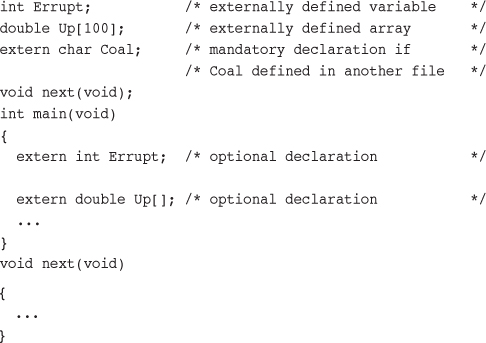 int Errupt;           /* externally defined variable    */
double Up[100];       /* externally defined array       */
extern char Coal;     /* mandatory declaration if       */
                      /* Coal defined in another file   */
void next(void);
int main(void)
{
  extern int Errupt;  /* optional declaration           */
  extern double Up[]; /* optional declaration           */
  ...
}
void next(void)
{
  ...
}